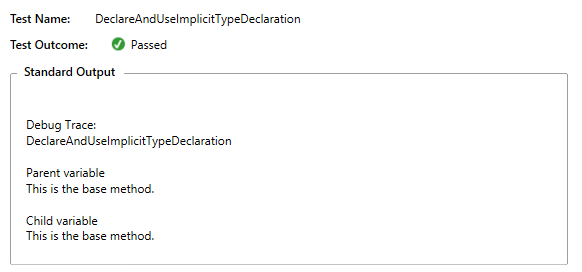 Test Name: DeclareAndUseImplicitTypeDeclaration
Test Outcome: Passed
Standard Output
Debug Trace:
DeclareAndUseImplicitTypeDeclaration
Parent variable
This is the base method.
Child variable
This is the base method.